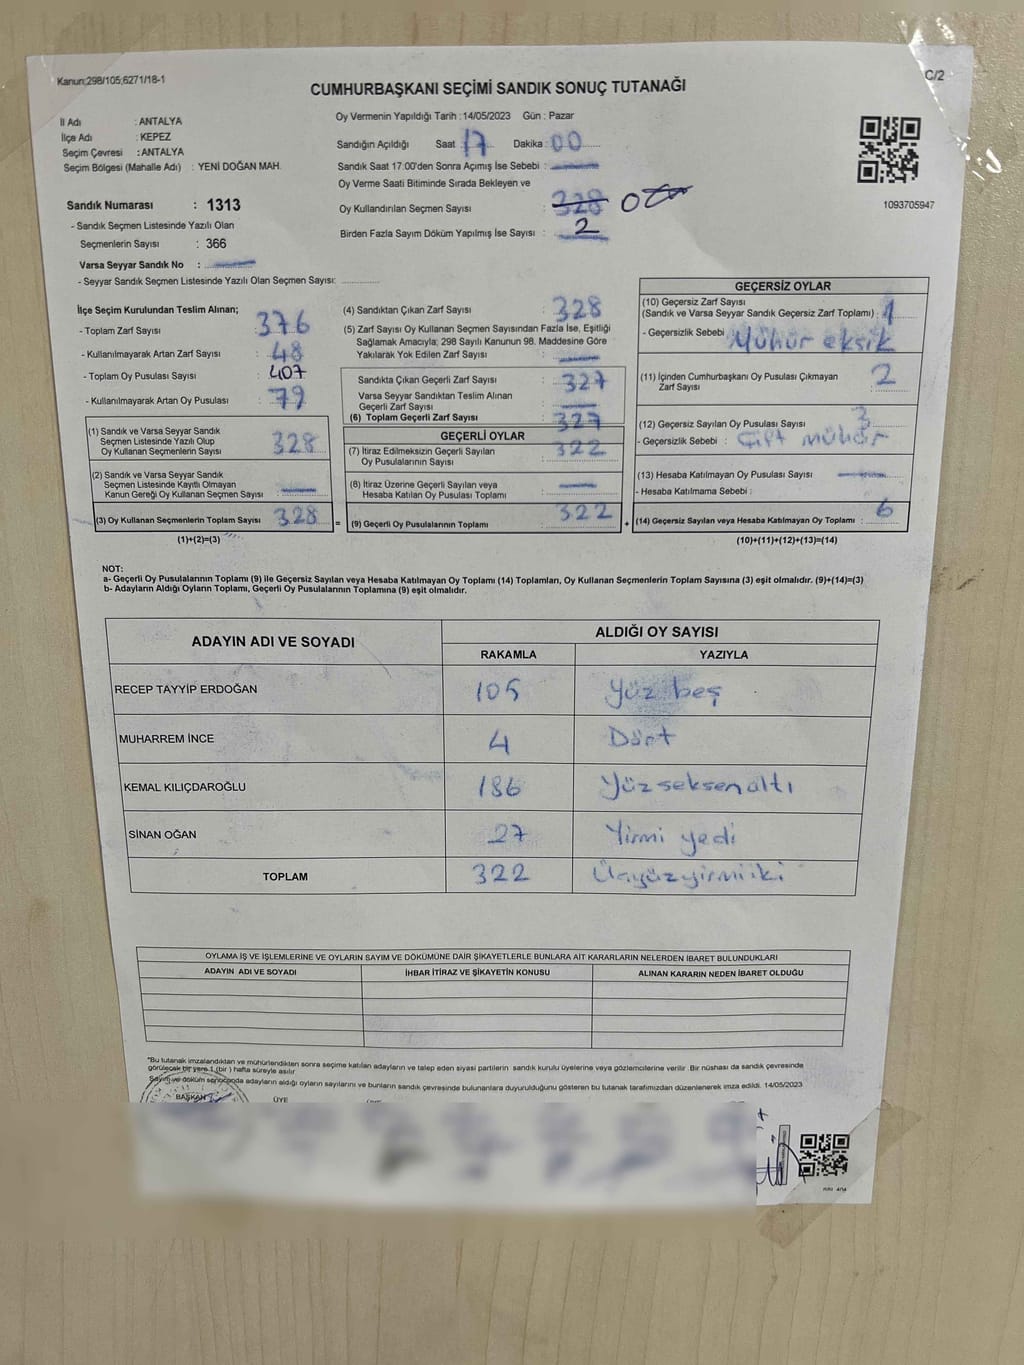 Kanun;298/105;6271/18-1
C/2
CUMHURBAŞKANI SEÇİMİ SANDIK SONUÇ TUTANAĞI
İl Adı : ANTALYA
İlçe Adı : KEPEZ
Seçim Çevresi : ANTALYA
Seçim Bölgesi (Mahalle Adı) : YENİ DOĞAN MAH.
Sandık Numarası : 1313
- Sandık Seçmen Listesinde Yazılı Olan
Seçmenlerin Sayısı : 366
Varsa Seyyar Sandık No :
- Seyyar Sandık Seçmen Listesinde Yazılı Olan Seçmen Sayısı:
Oy Vermenin Yapıldığı Tarih : 14/05/2023 Gün : Pazar
Sandığın Açıldığı Saat : 17 Dakika : 00
Sandık Saat 17:00'den Sonra Açımış İse Sebebi :
Oy Verme Saati Bitiminde Sırada Bekleyen ve
Oy Kullandırılan Seçmen Sayısı : 328
Birden Fazla Sayım Döküm Yapılmış İse Sayısı : 2
1093705947
İlçe Seçim Kurulundan Teslim Alınan;
- Toplam Zarf Sayısı : 376
- Kullanılmayarak Artan Zarf Sayısı : 48
- Toplam Oy Pusulası Sayısı : 407
- Kullanılmayarak Artan Oy Pusulası : 79
(1) Sandık ve Varsa Seyyar Sandık
Seçmen Listesinde Yazılı Olup
Oy Kullanan Seçmenlerin Sayısı : 328
(2) Sandık ve Varsa Seyyar Sandık
Seçmen Listesinde Kayıtlı Olmayan
Kanun Gereği Oy Kullanan Seçmen Sayısı :
(3) Oy Kullanan Seçmenlerin Toplam Sayısı : 328
(1)+(2)=(3)
=
(4) Sandıktan Çıkan Zarf Sayısı : 328
(5) Zarf Sayısı Oy Kullanan Seçmen Sayısından Fazla İse, Eşitliği
Sağlamak Amacıyla; 298 Sayılı Kanunun 98. Maddesine Göre
Yakılarak Yok Edilen Zarf Sayısı :
Sandıkta Çıkan Geçerli Zarf Sayısı : 327
Varsa Seyyar Sandıktan Teslim Alınan
Geçerli Zarf Sayısı :
(6) Toplam Geçerli Zarf Sayısı : 327
GEÇERLİ OYLAR
(7) İtiraz Edilmeksizin Geçerli Sayılan
Oy Pusulalarının Sayısı : 322
(8) İtiraz Üzerine Geçerli Sayılan veya
Hesaba Katılan Oy Pusulası Toplamı :
(9) Geçerli Oy Pusulalarının Toplamı : 322
+
GEÇERSİZ OYLAR
(10) Geçersiz Zarf Sayısı
(Sandık ve Varsa Seyyar Sandık Geçersiz Zarf Toplamı) : 1
- Geçersizlik Sebebi : Mühür eksik
(11) İçinden Cumhurbaşkanı Oy Pusulası Çıkmayan
Zarf Sayısı : 2
(12) Geçersiz Sayılan Oy Pusulası Sayısı : 3
- Geçersizlik Sebebi : Çift mühür
(13) Hesaba Katılmayan Oy Pusulası Sayısı :
- Hesaba Katılmama Sebebi :
(14) Geçersiz Sayılan veya Hesaba Katılmayan Oy Toplamı : 6
(10)+(11)+(12)+(13)=(14)
NOT:
a- Geçerli Oy Pusulalarının Toplamı (9) ile Geçersiz Sayılan veya Hesaba Katılmayan Oy Toplamı (14) Toplamları, Oy Kullanan Seçmenlerin Toplam Sayısına (3) eşit olmalıdır. (9)+(14)=(3)
b- Adayların Aldığı Oyların Toplamı, Geçerli Oy Pusulalarının Toplamına (9) eşit olmalıdır.
ADAYIN ADI VE SOYADI ALDIĞI OY SAYISI
RAKAMLA YAZIYLA
RECEP TAYYİP ERDOĞAN 105 Yüz beş
MUHARREM İNCE 4 Dört
KEMAL KILIÇDAROĞLU 186 Yüzseksenaltı
SİNAN OĞAN 27 Yirmi yedi
TOPLAM 322 Üçyüzyirmiiki
OYLAMA İŞ VE İŞLEMLERİNE VE OYLARIN SAYIM VE DÖKÜMÜNE DAİR ŞİKAYETLERLE BUNLARA AİT KARARLARIN NELERDEN İBARET BULUNDUKLARI
ADAYIN ADI VE SOYADI İHBAR İTİRAZ VE ŞİKAYETİN KONUSU ALINAN KARARIN NEDEN İBARET OLDUĞU
"Bu tutanak imzalandıktan ve mühürlendikten sonra seçime katılan adayların ve talep eden siyasi partilerin sandık kurulu üyelerine veya gözlemcilerine verilir. Bir nüshası da sandık çevresinde
görülecek bir yere 1 (bir ) hafta süreyle asılır
Sayım ve döküm sonucunda adayların aldığı oyların sayılarını ve bunların sandık çevresinde bulunanlara duyurulduğunu gösteren bu tutanak tarafımızdan düzenlenerek imza edildi. 14/05/2023
BAŞKAN ÜYE